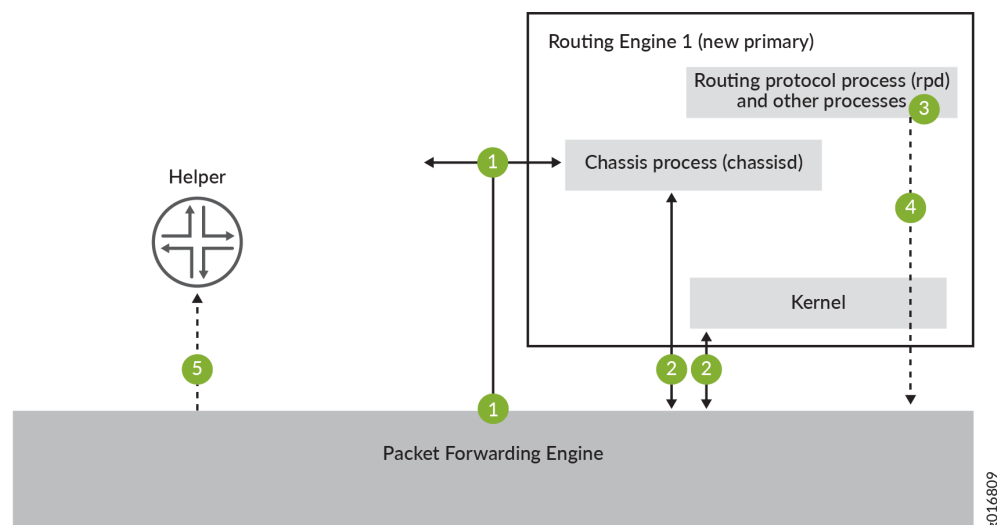 Routing Engine 1 (new primary)
Routing protocol process (rpd)
and other processes
3
1
Chassis process (chassisd)
Helper
4
Kernel
5
2
2
1
Packet Forwarding Engine